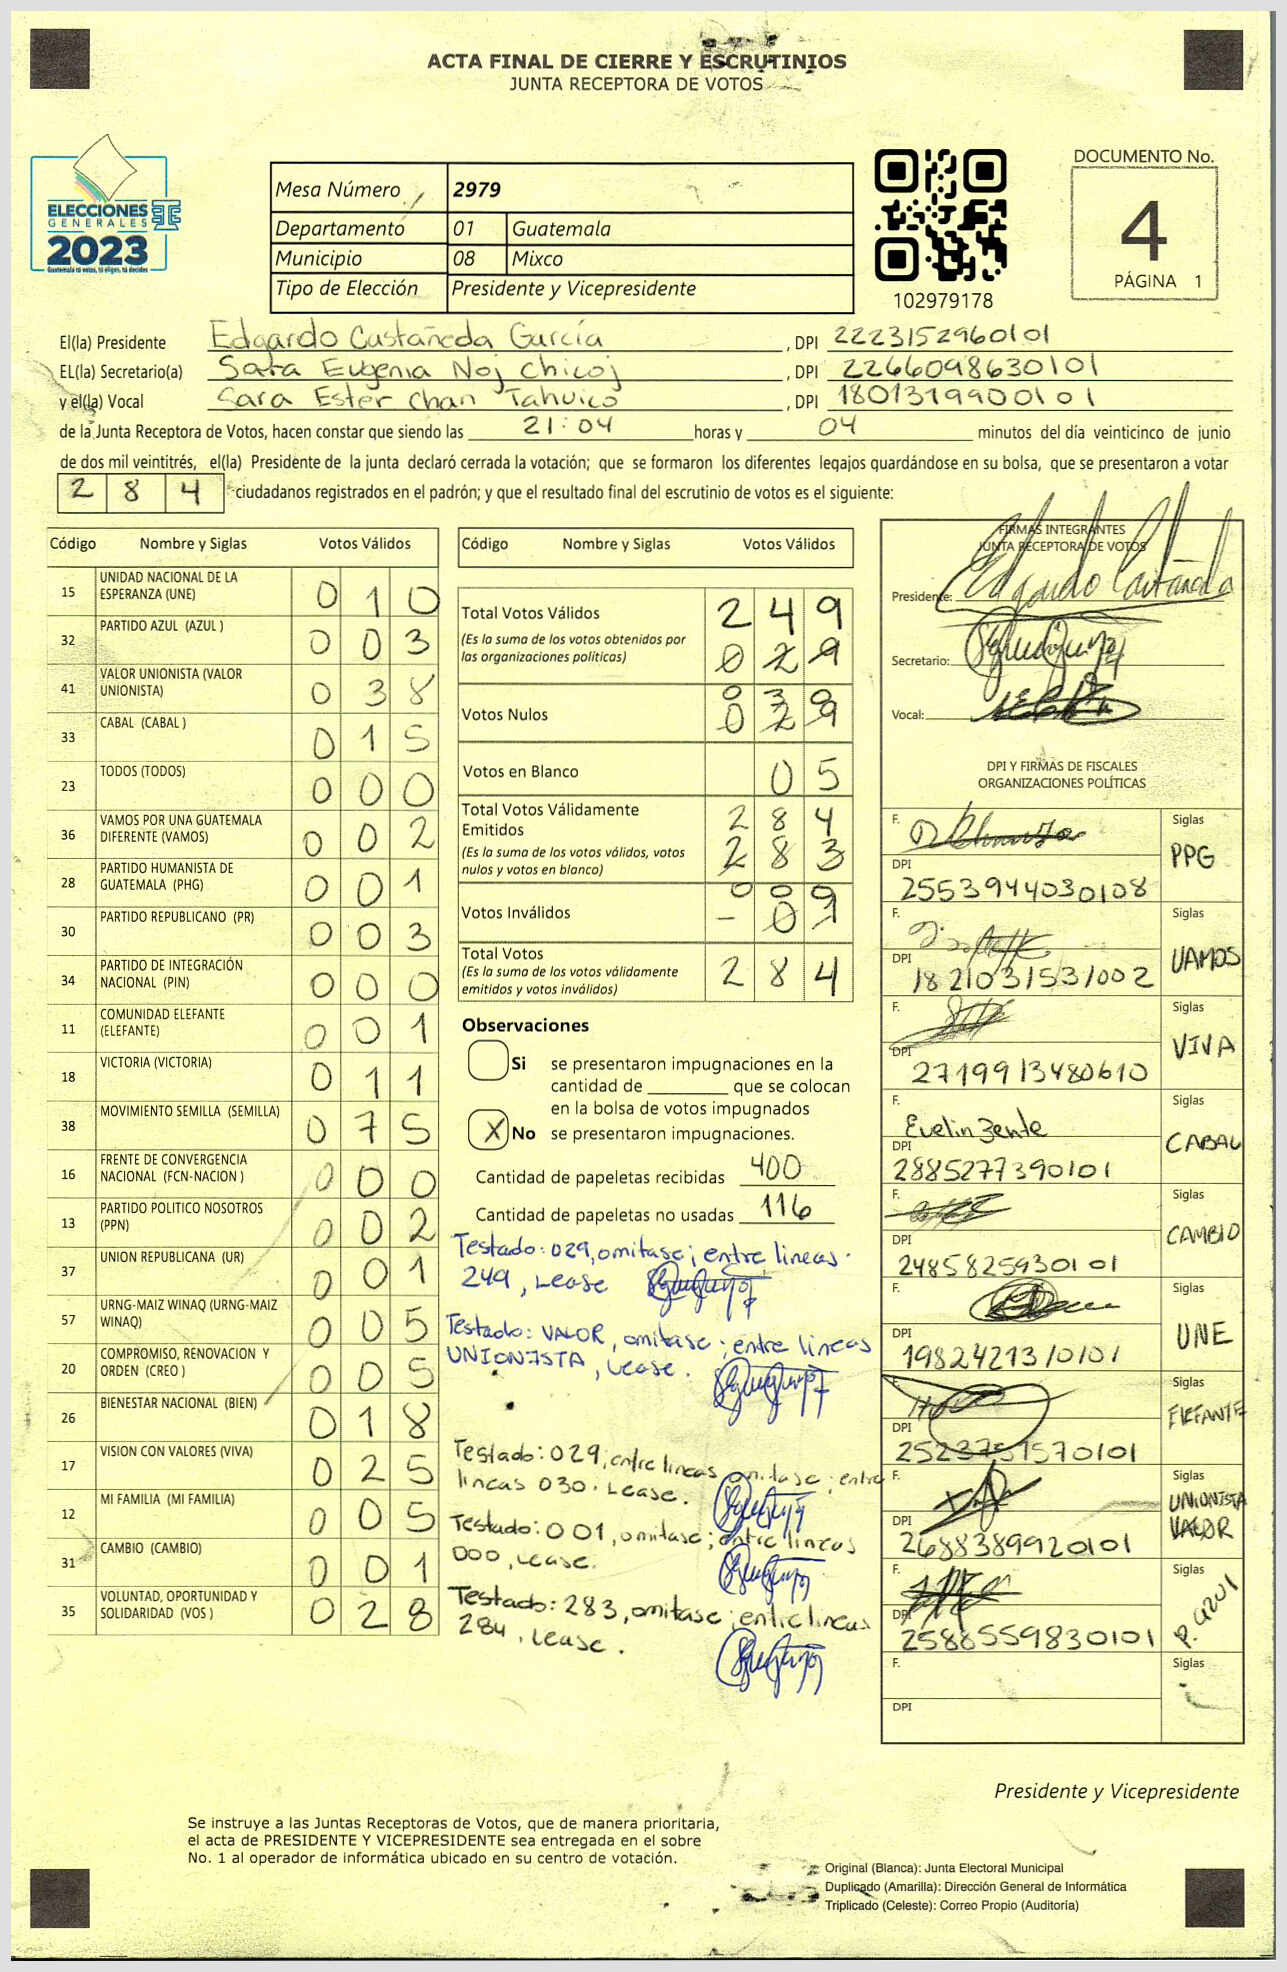 ACTA FINAL DE CIERRE Y ESCRUTINIOS
JUNTA RECEPTORA DE VOTOS
ELECCIONES
GENERALES
2023
Guatemala tú votas, tú eliges, tú decides
Mesa Número 2979
Departamento 01 Guatemala
Municipio 08 Mixco
Tipo de Elección Presidente y Vicepresidente
102979178
DOCUMENTO No.
4
PÁGINA 1
El(la) Presidente Edgardo Castañeda García , DPI 2223152960101
EL(la) Secretario(a) Sara Eugenia Noj Chicoj , DPI 2266098630101
y el(la) Vocal Sara Ester Chan Tahuico , DPI 1801319900101
de la Junta Receptora de Votos, hacen constar que siendo las 21:04 horas y 04 minutos del día veinticinco de junio
de dos mil veintitrés, el(la) Presidente de la junta declaró cerrada la votación; que se formaron los diferentes legajos guardándose en su bolsa, que se presentaron a votar
2 8 4 ciudadanos registrados en el padrón; y que el resultado final del escrutinio de votos es el siguiente:
Código Nombre y Siglas Votos Válidos
15 UNIDAD NACIONAL DE LA ESPERANZA (UNE) 0 1 0
32 PARTIDO AZUL (AZUL ) 0 0 3
41 VALOR UNIONISTA (VALOR UNIONISTA) 0 3 8
33 CABAL (CABAL ) 0 1 5
23 TODOS (TODOS) 0 0 0
36 VAMOS POR UNA GUATEMALA DIFERENTE (VAMOS) 0 0 2
28 PARTIDO HUMANISTA DE GUATEMALA (PHG) 0 0 1
30 PARTIDO REPUBLICANO (PR) 0 0 3
34 PARTIDO DE INTEGRACIÓN NACIONAL (PIN) 0 0 0
11 COMUNIDAD ELEFANTE (ELEFANTE) 0 0 1
18 VICTORIA (VICTORIA) 0 1 1
38 MOVIMIENTO SEMILLA (SEMILLA) 0 7 5
16 FRENTE DE CONVERGENCIA NACIONAL (FCN-NACION ) 0 0 0
13 PARTIDO POLITICO NOSOTROS (PPN) 0 0 2
37 UNION REPUBLICANA (UR) 0 0 1
57 URNG-MAIZ WINAQ (URNG-MAIZ WINAQ) 0 0 5
20 COMPROMISO, RENOVACION Y ORDEN (CREO ) 0 0 5
26 BIENESTAR NACIONAL (BIEN) 0 1 8
17 VISION CON VALORES (VIVA) 0 2 5
12 MI FAMILIA (MI FAMILIA) 0 0 5
31 CAMBIO (CAMBIO) 0 0 1
35 VOLUNTAD, OPORTUNIDAD Y SOLIDARIDAD (VOS ) 0 2 8
Código Nombre y Siglas Votos Válidos
Total Votos Válidos 2 4 9
(Es la suma de los votos obtenidos por las organizaciones políticas) 0 2 9
Votos Nulos 0 2 9
Votos en Blanco 0 5
Total Votos Válidamente Emitidos 2 8 4
(Es la suma de los votos válidos, votos nulos y votos en blanco) 2 8 3
Votos Inválidos - 0 1
Total Votos
(Es la suma de los votos válidamente emitidos y votos inválidos) 2 8 4
Observaciones
Si se presentaron impugnaciones en la
cantidad de ________ que se colocan
en la bolsa de votos impugnados
X No se presentaron impugnaciones.
Cantidad de papeletas recibidas 400
Cantidad de papeletas no usadas 116
Testado: 029, omitase; entre lineas
249, Lease
Testado: VALOR, omitase; entre lineas
UNIONISTA, Lease.
Testado: 029, entre lineas omitase; entre
lineas 030. Lease.
Testado: 001, omitase; entre lineas
000, Lease.
Testado: 283, omitase; entre lineas
284, Lease.
FIRMAS INTEGRANTES
JUNTA RECEPTORA DE VOTOS
Presidente: Edgardo Castañeda
Secretario:
Vocal:
DPI Y FIRMAS DE FISCALES
ORGANIZACIONES POLÍTICAS
F. Siglas
DPI 2553944030108 PPG
F. Siglas
DPI 1821031531002 VAMOS
F. Siglas
DPI 2719913480610 VIVA
F. Evelin Zente Siglas
DPI 2885277390101 CABAL
F. Siglas
DPI 2485825930101 CAMBIO
F. Siglas
DPI 1982421310101 UNE
F. Siglas
DPI 2523751570101 ELEFANTE
F. Siglas
UNIONISTA
DPI 2688389920101 VALOR
F. Siglas
DPI 2588559830101 P. azul
F. Siglas
DPI
Presidente y Vicepresidente
Se instruye a las Juntas Receptoras de Votos, que de manera prioritaria,
el acta de PRESIDENTE Y VICEPRESIDENTE sea entregada en el sobre
No. 1 al operador de informática ubicado en su centro de votación.
Original (Blanca): Junta Electoral Municipal
Duplicado (Amarilla): Dirección General de Informática
Triplicado (Celeste): Correo Propio (Auditoría)